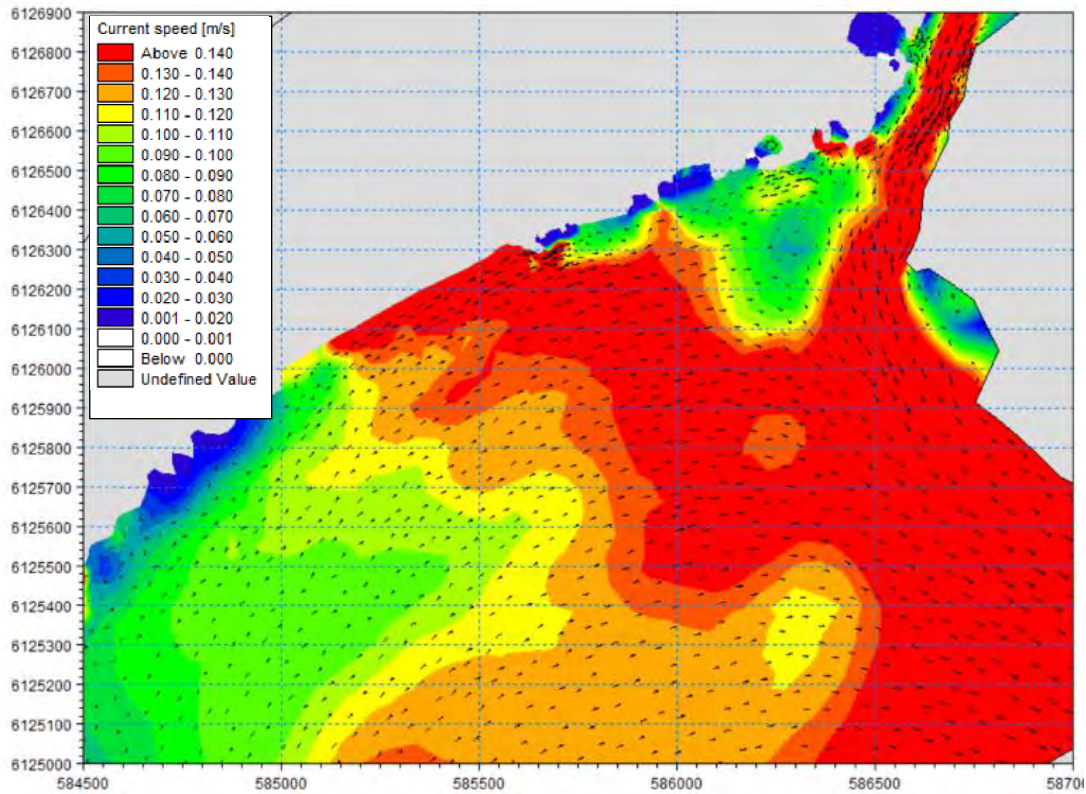 Current speed [m/s]
Above 0.140
0.130 - 0.140
0.120 - 0.130
0.110 - 0.120
0.100 - 0.110
0.090 - 0.100
0.080 - 0.090
0.070 - 0.080
0.060 - 0.070
0.050 - 0.060
0.040 - 0.050
0.030 - 0.040
0.020 - 0.030
0.001 - 0.020
0.000 - 0.001
Below 0.000
Undefined Value
6126900
6126800
6126700
6126600
6126500
6126400
6126300
6126200
6126100
6126000
6125900
6125800
6125700
6125600
6125500
6125400
6125300
6125200
6125100
6125000
584500 585000 585500 586000 586500 58700